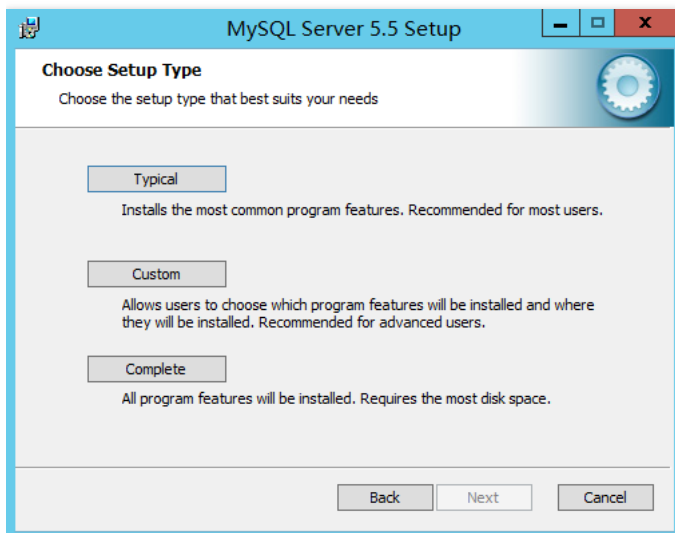 MySQL Server 5.5 Setup
Choose Setup Type
Choose the setup type that best suits your needs
Typical
Installs the most common program features. Recommended for most users.
Custom
Allows users to choose which program features will be installed and where
they will be installed. Recommended for advanced users.
Complete
All program features will be installed. Requires the most disk space.
Back Next Cancel